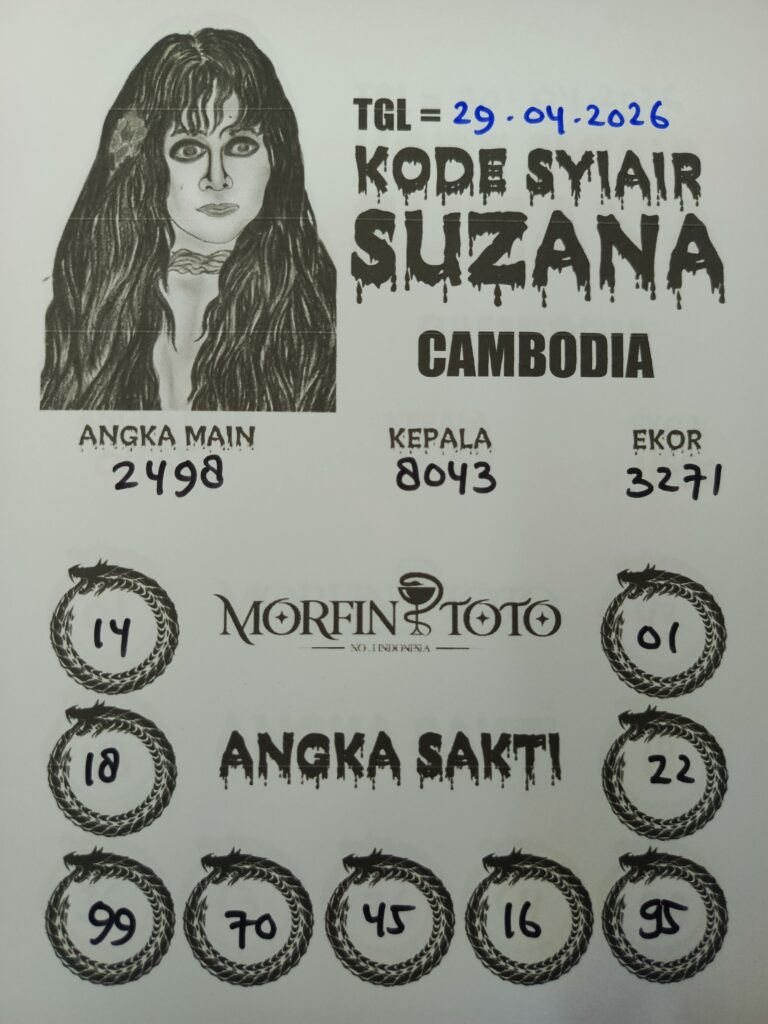 TGL = 29.04.2026
KODE SYIAIR
SUZANA
CAMBODIA
ANGKA MAIN KEPALA EKOR
2498 8043 3271
14 MORFIN TOTO 01
NO.1 INDONINIA
18 ANGKA SAKTI 22
99 70 45 16 95